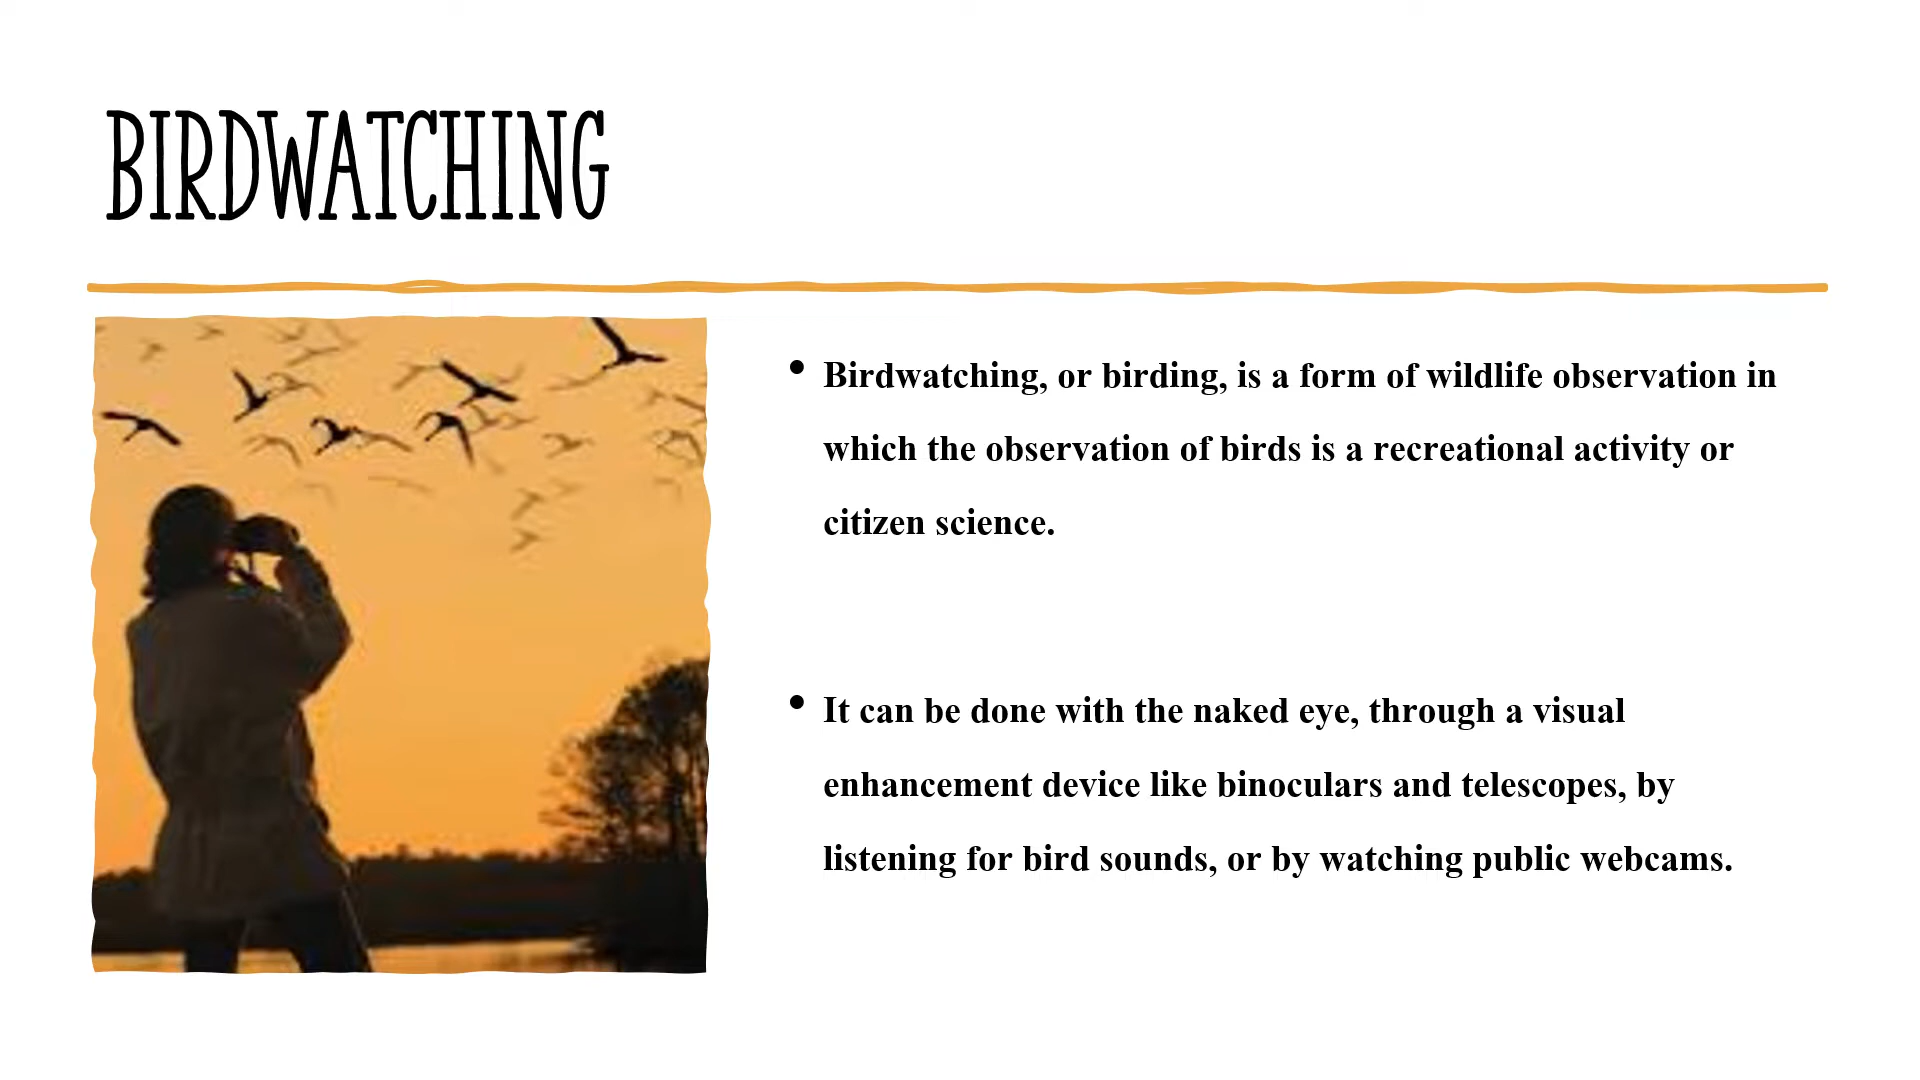 BIRDWATCHING
• Birdwatching, or birding, is a form of wildlife observation in
which the observation of birds is a recreational activity or
citizen science.
• It can be done with the naked eye, through a visual
enhancement device like binoculars and telescopes, by
listening for bird sounds, or by watching public webcams.